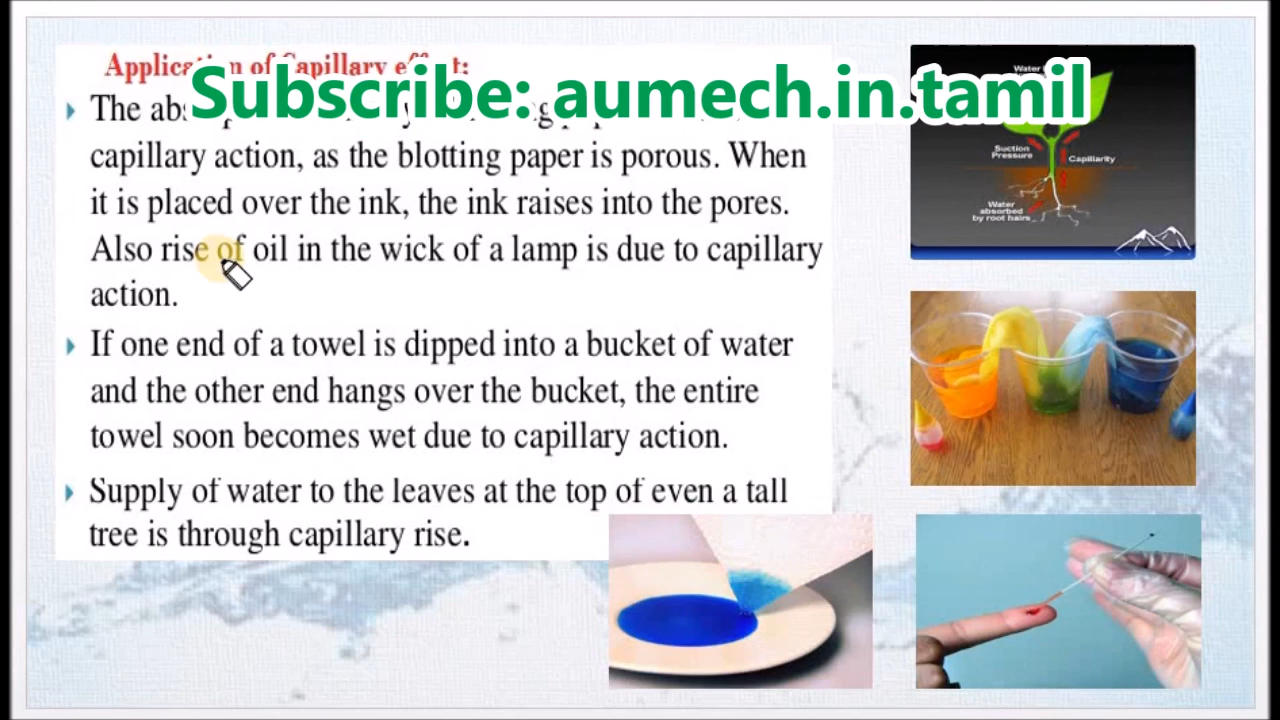 Application of Capillary effect:
Subscribe: aumech.in.tamil
The
capillary action, as the blotting paper is porous. When
it is placed over the ink, the ink raises into the pores.
Also rise of oil in the wick of a lamp is due to capillary
action.
If one end of a towel is dipped into a bucket of water
and the other end hangs over the bucket, the entire
towel soon becomes wet due to capillary action.
Supply of water to the leaves at the top of even a tall
tree is through capillary rise.
Water
Suction
Pressure
Capillarity
Water
absorbed
by root hairs